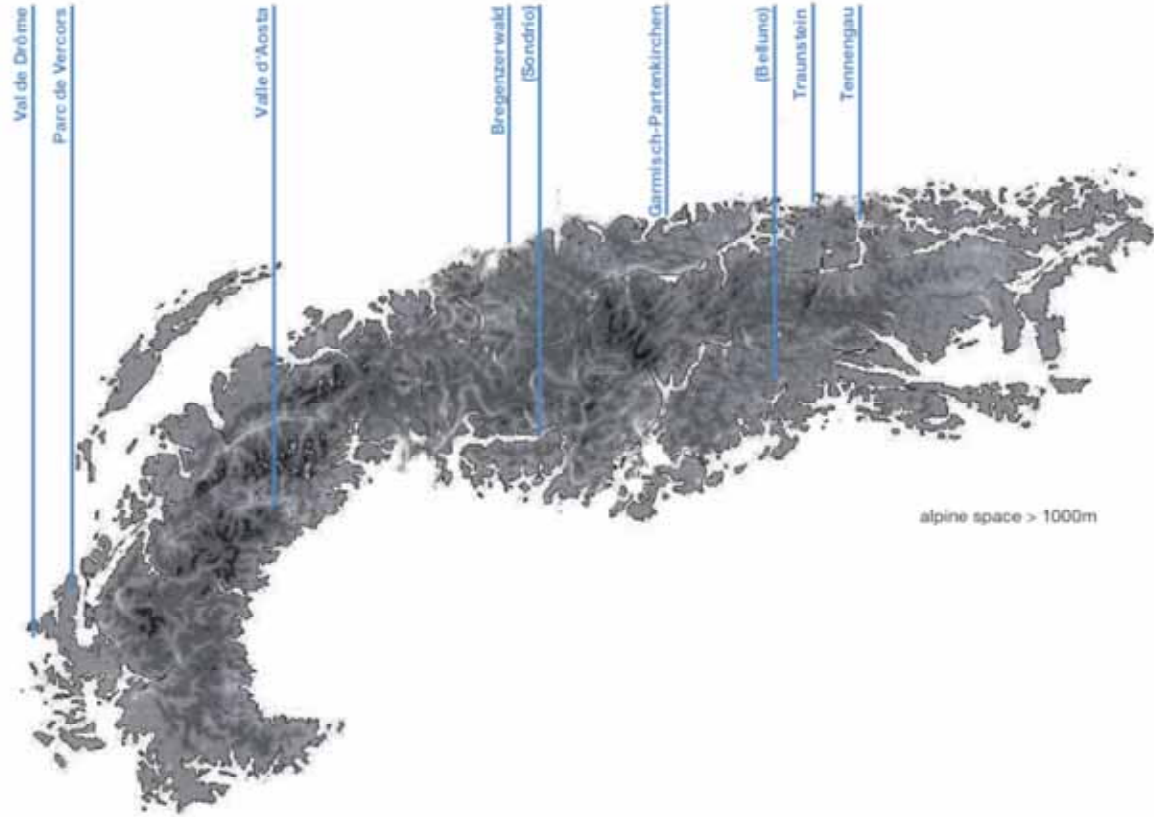 Val de Drôme
Parc de Vercors
Valle d'Aosta
Bregenzerwald
(Sondrio)
Garmisch-Partenkirchen
(Belluno)
Traunstein
Tennengau
alpine space > 1000m